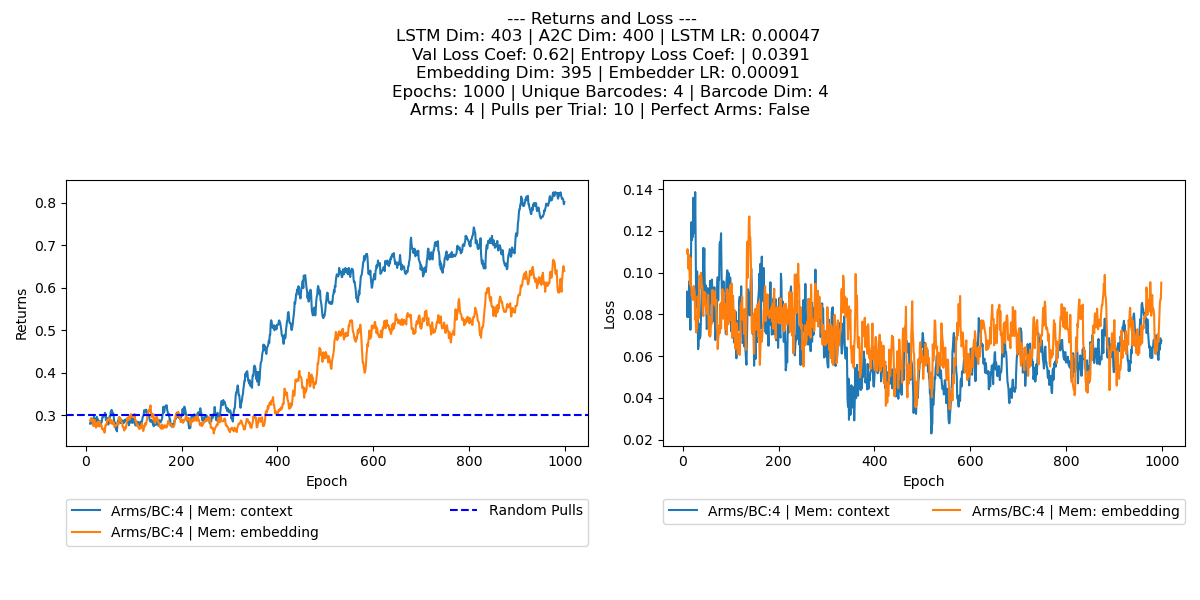 --- Returns and Loss ---
LSTM Dim: 403 | A2C Dim: 400 | LSTM LR: 0.00047
Val Loss Coef: 0.62| Entropy Loss Coef: | 0.0391
Embedding Dim: 395 | Embedder LR: 0.00091
Epochs: 1000 | Unique Barcodes: 4 | Barcode Dim: 4
Arms: 4 | Pulls per Trial: 10 | Perfect Arms: False
Returns
0.8
0.7
0.6
0.5
0.4
0.3
0 200 400 600 800 1000
Epoch
Arms/BC:4 | Mem: context
Arms/BC:4 | Mem: embedding
Random Pulls
Loss
0.14
0.12
0.10
0.08
0.06
0.04
0.02
0 200 400 600 800 1000
Epoch
Arms/BC:4 | Mem: context
Arms/BC:4 | Mem: embedding